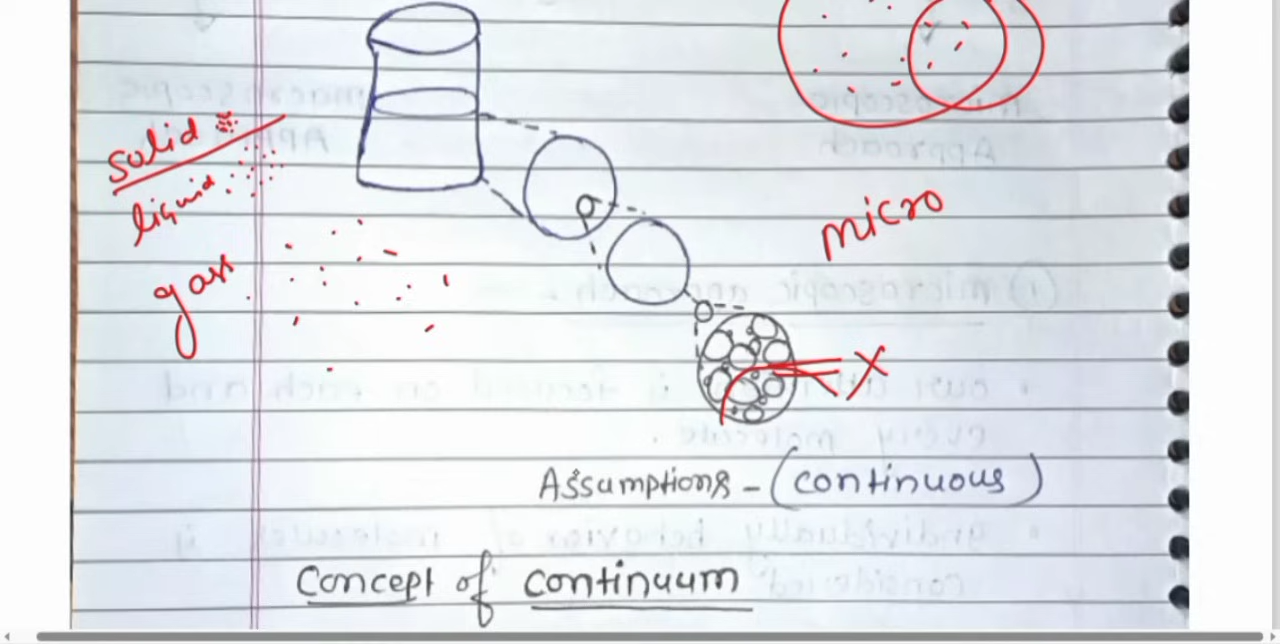 solid
liquid
gas
micro
X
Assumptions - (continuous)
Concept of continuum